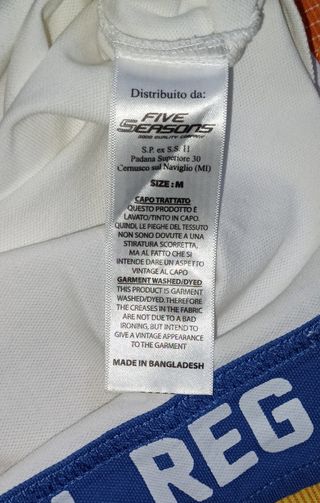 Distribuito da:
FIVE
SEASONS
GOOD QUALITY COMPANY
S.P. ex S.S. 11
Padana Superiore 30
Cernusco sul Naviglio (MI)
SIZE : M
CAPO TRATTATO
QUESTO PRODOTTO È
LAVATO/TINTO IN CAPO.
QUINDI, LE PIEGHE DEL TESSUTO
NON SONO DOVUTE A UNA
STIRATURA SCORRETTA,
MA AL FATTO CHE SI
INTENDE DARE UN ASPETTO
VINTAGE AL CAPO
GARMENT WASHED/DYED
THIS PRODUCT IS GARMENT
WASHED/DYED. THEREFORE
THE CREASES IN THE FABRIC
ARE NOT DUE TO A BAD
IRONING, BUT INTEND TO
GIVE A VINTAGE APPEARANCE
TO THE GARMENT
MADE IN BANGLADESH
REG